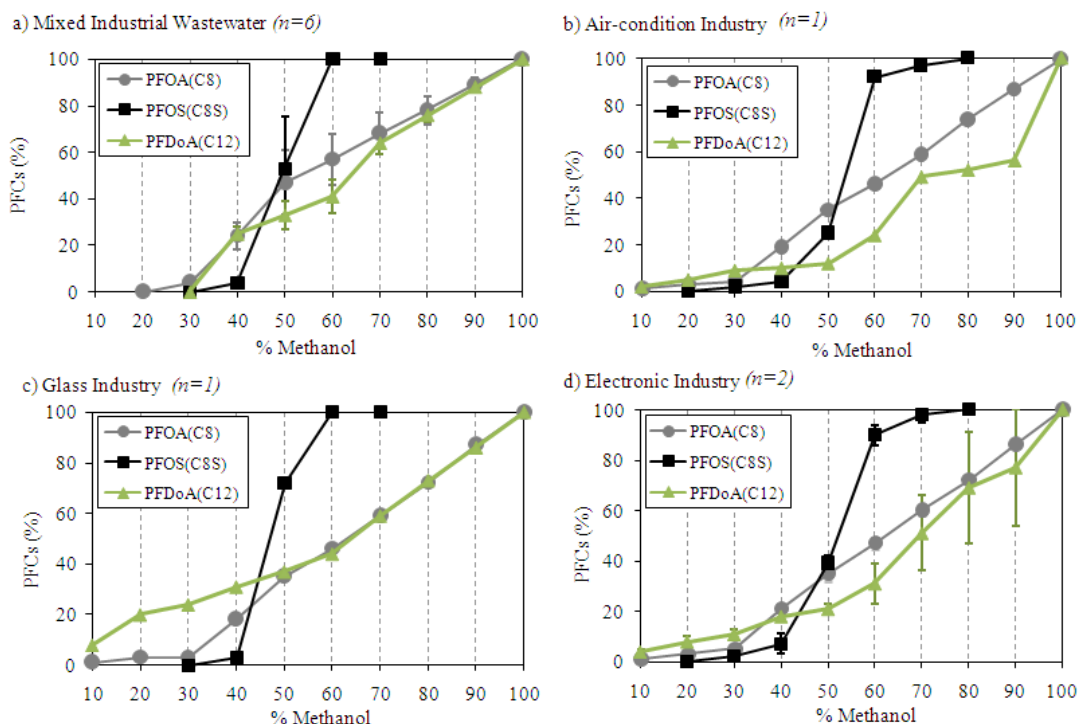 a) Mixed Industrial Wastewater (n=6)
PFCs (%)
100
80
60
40
20
0
PFOA(C8)
PFOS(C8S)
PFDoA(C12)
10 20 30 40 50 60 70 80 90 100
% Methanol
b) Air-condition Industry (n=1)
PFCs (%)
100
80
60
40
20
0
PFOA(C8)
PFOS(C8S)
PFDoA(C12)
10 20 30 40 50 60 70 80 90 100
% Methanol
c) Glass Industry (n=1)
PFCs (%)
100
80
60
40
20
0
PFOA(C8)
PFOS(C8S)
PFDoA(C12)
10 20 30 40 50 60 70 80 90 100
% Methanol
d) Electronic Industry (n=2)
PFCs (%)
100
80
60
40
20
0
PFOA(C8)
PFOS(C8S)
PFDoA(C12)
10 20 30 40 50 60 70 80 90 100
% Methanol